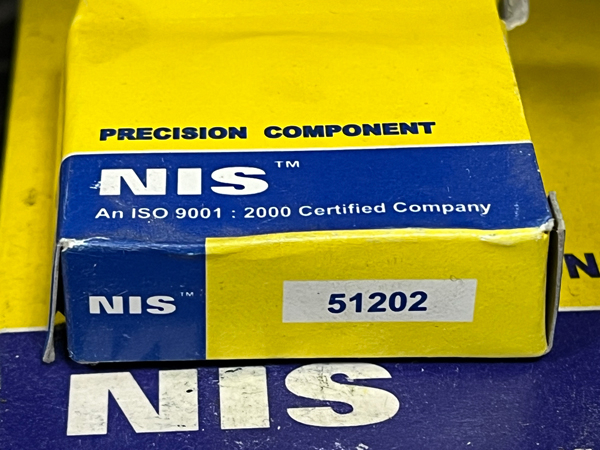 PRECISION COMPONENT
NIS™
An ISO 9001 : 2000 Certified Company
NIS™
51202
N
NIS